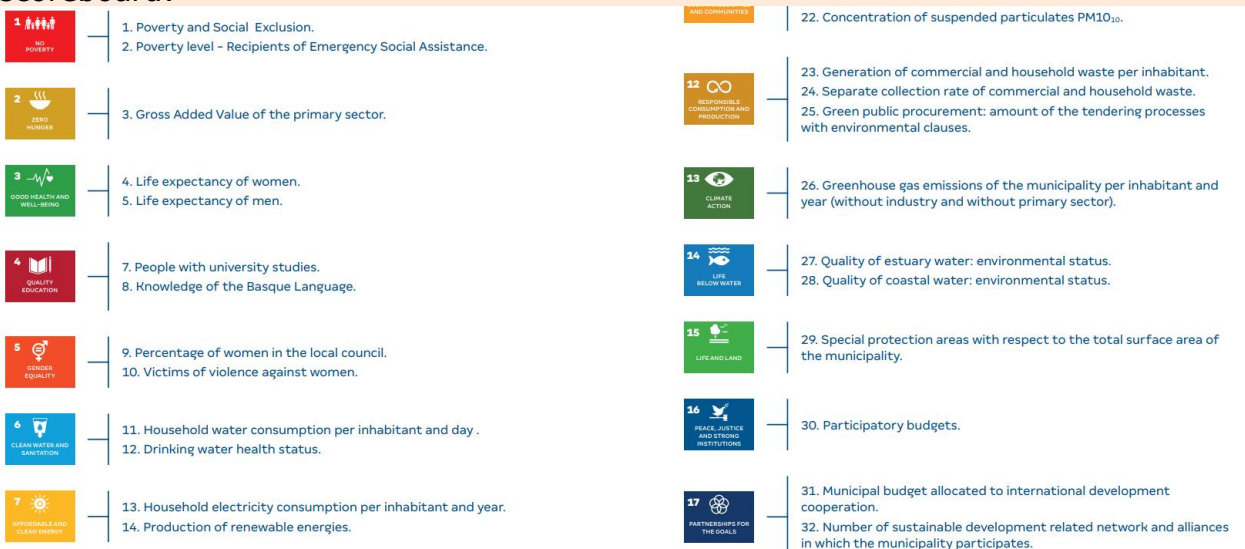 scoreboard:
1
NO
POVERTY
1. Poverty and Social Exclusion.
2. Poverty level - Recipients of Emergency Social Assistance.
2
ZERO
HUNGER
3. Gross Added Value of the primary sector.
3
GOOD HEALTH AND
WELL-BEING
4. Life expectancy of women.
5. Life expectancy of men.
4
QUALITY
EDUCATION
7. People with university studies.
8. Knowledge of the Basque Language.
5
GENDER
EQUALITY
9. Percentage of women in the local council.
10. Victims of violence against women.
6
CLEAN WATER AND
SANITATION
11. Household water consumption per inhabitant and day .
12. Drinking water health status.
7
AFFORDABLE AND
CLEAN ENERGY
13. Household electricity consumption per inhabitant and year.
14. Production of renewable energies.
AND COMMUNITIES
22. Concentration of suspended particulates PM10₁₀.
12
RESPONSIBLE
CONSUMPTION AND
PRODUCTION
23. Generation of commercial and household waste per inhabitant.
24. Separate collection rate of commercial and household waste.
25. Green public procurement: amount of the tendering processes
with environmental clauses.
13
CLIMATE
ACTION
26. Greenhouse gas emissions of the municipality per inhabitant and
year (without industry and without primary sector).
14
LIFE
BELOW WATER
27. Quality of estuary water: environmental status.
28. Quality of coastal water: environmental status.
15
LIFE AND LAND
29. Special protection areas with respect to the total surface area of
the municipality.
16
PEACE, JUSTICE
AND STRONG
INSTITUTIONS
30. Participatory budgets.
17
PARTNERSHIPS FOR
THE GOALS
31. Municipal budget allocated to international development
cooperation.
32. Number of sustainable development related network and alliances
in which the municipality participates.